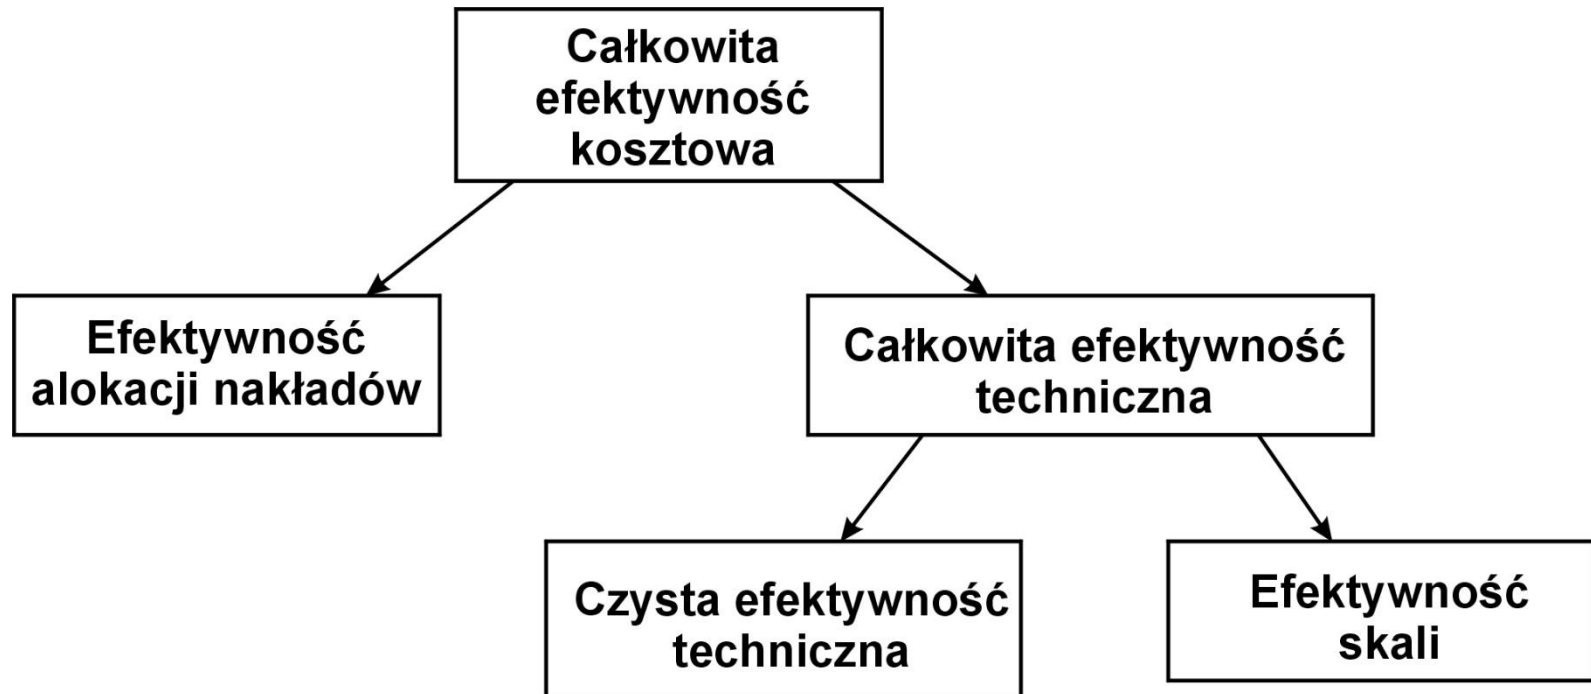 Całkowita
efektywność
kosztowa
Efektywność
alokacji nakładów
Całkowita efektywność
techniczna
Czysta efektywność
techniczna
Efektywność
skali